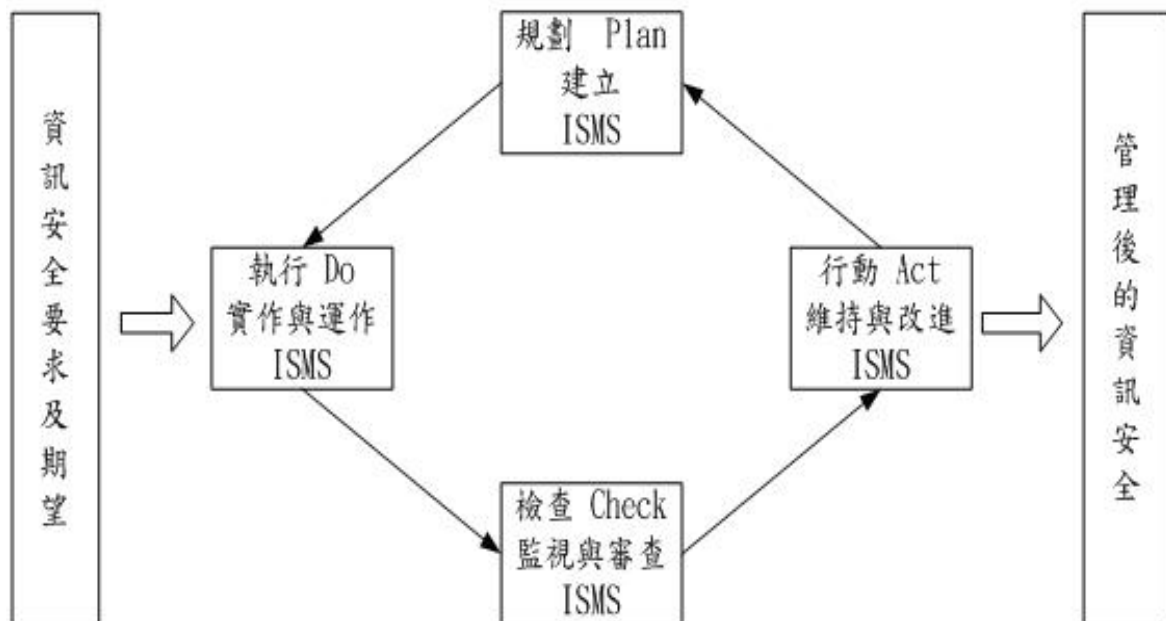 資訊安全要求及期望
規劃 Plan
建立
ISMS
執行 Do
實作與運作
ISMS
檢查 Check
監視與審查
ISMS
行動 Act
維持與改進
ISMS
管理後的資訊安全